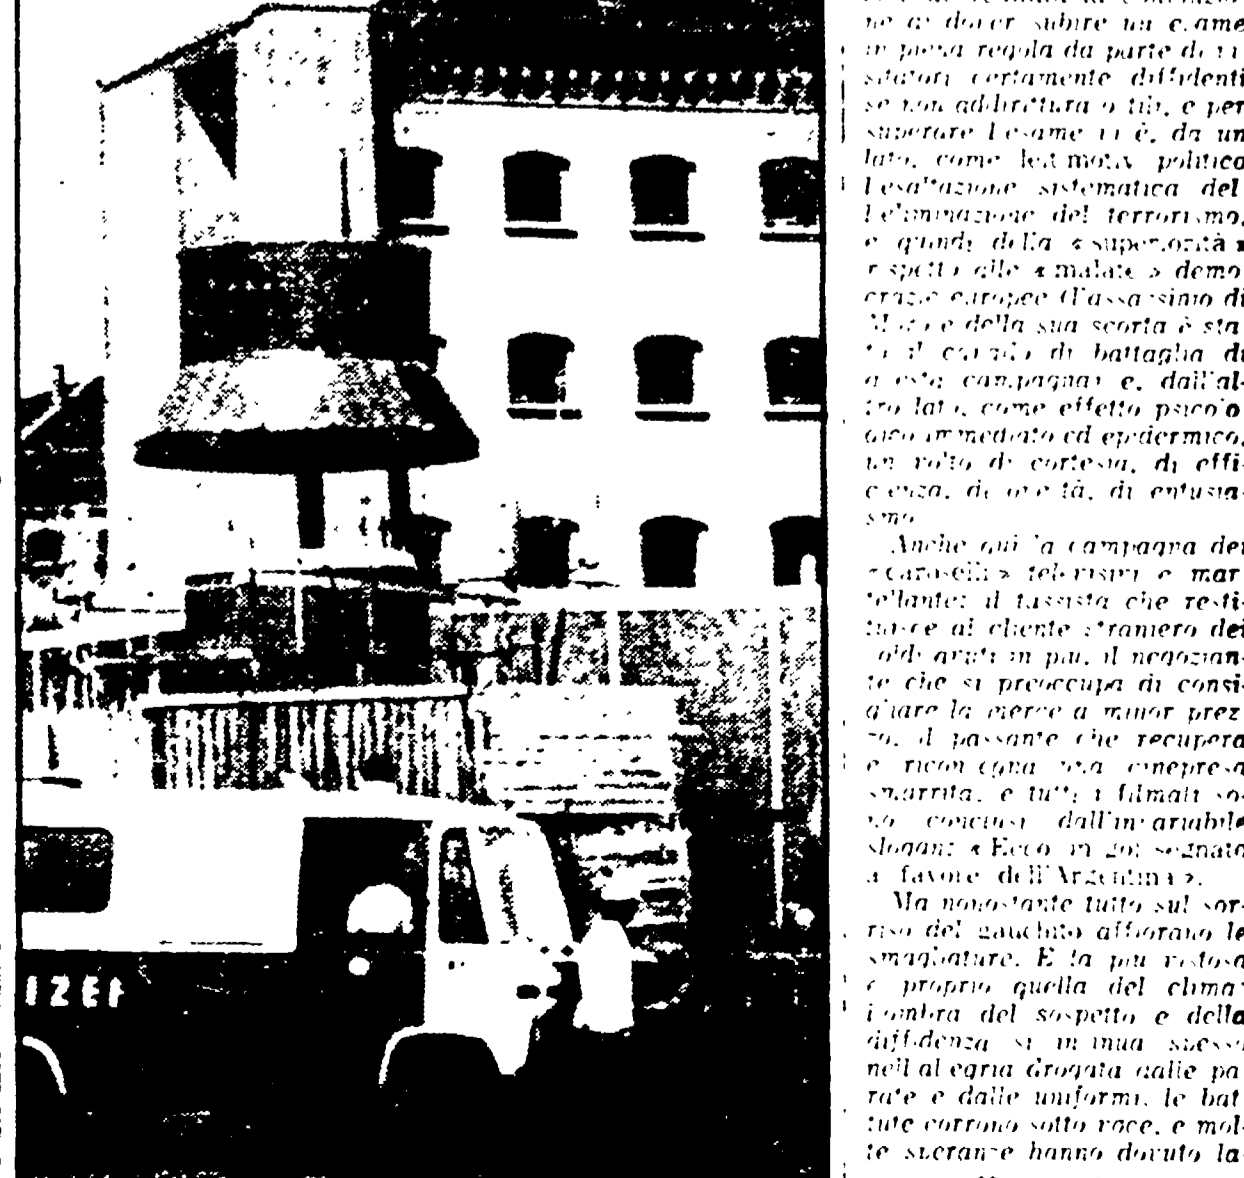 IZEI
ne di dover subire un esame
in piena regola da parte di vi
sitatori certamente diffidenti
se non addirittura o tili, e per
superare l'esame vi è, da un
lato, come leit motiv politico
l'esaltazione sistematica del
l'eliminazione del terrorismo,
e quindi della « superiorità »
rispetto alle « malate » demo
crazie europee (l'assassinio di
Moro e della sua scorta è sta
to il cavallo di battaglia di
questa campagna) e, dall'al-
tro lato, come effetto psicolo
gico immediato ed epidermico,
un volto di cortesia, di effi-
cienza, di onestà, di entusia-
smo.
Anche qui la campagna dei
« caroselli » televisivi e mar
tellante: il tassista che resti-
tuisce al cliente straniero dei
soldi avuti in più, il negozian-
te che si preoccupa di consi-
gliare la merce a minor prez
zo, il passante che recupera
e riconsegna una cinepresa
smarrita, e tutti i filmati so-
no conclusi dall'invariabile
slogan: « Ecco un gol segnato
a favore dell'Argentina ».
Ma nonostante tutto sul sor-
riso del gauchito affiorano le
smagliature. E la più vistosa
è proprio quella del clima:
l'ombra del sospetto e della
diffidenza si insinua spesso
nell'allegria drogata dalle pa
rate e dalle uniformi, le bat
tute corrono sotto voce, e mol-
te speranze hanno dovuto la-